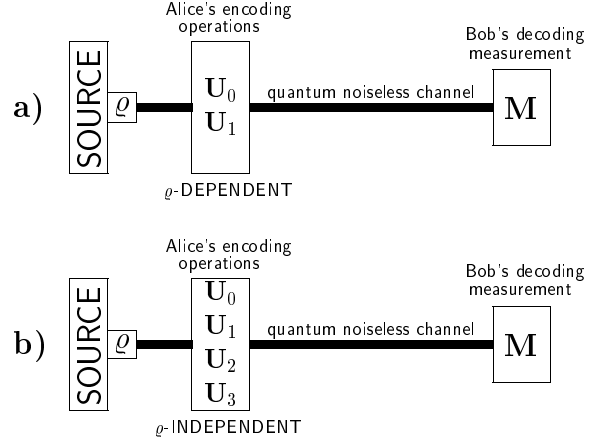 Alice's encoding
operations
Bob's decoding
measurement
a)
SOURCE
ϱ
U₀
U₁
quantum noiseless channel
M
ϱ-DEPENDENT
Alice's encoding
operations
Bob's decoding
measurement
b)
SOURCE
ϱ
U₀
U₁
U₂
U₃
quantum noiseless channel
M
ϱ-INDEPENDENT